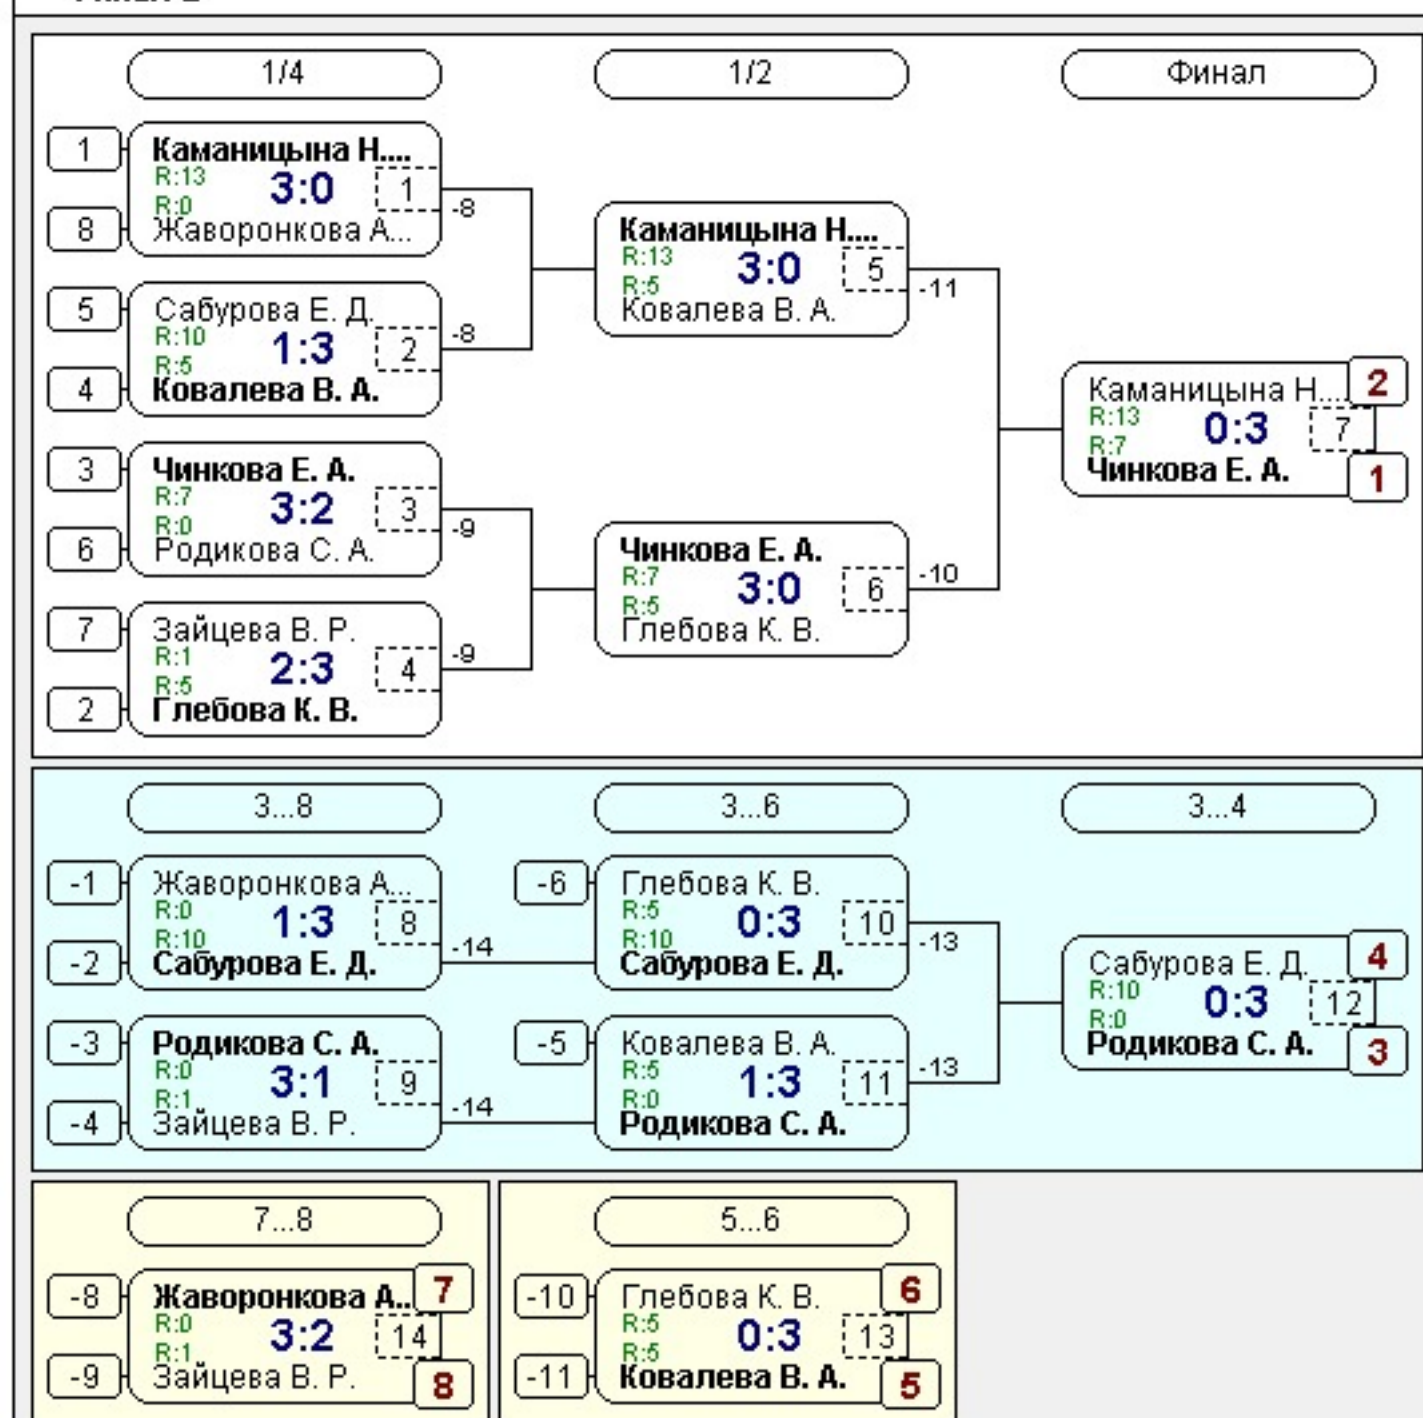 1/4
1/2
Финал
1
Каманицына Н....
R:13
3:0
1
R:0
8
Жаворонкова А...
-8
5
Сабурова Е. Д.
R:10
1:3
2
R:5
4
Ковалева В. А.
-8
3
Чинкова Е. А.
R:7
3:2
3
R:0
6
Родикова С. А.
-9
7
Зайцева В. Р.
R:1
2:3
4
R:5
2
Глебова К. В.
-9
Каманицына Н....
R:13
3:0
5
R:5
Ковалева В. А.
-11
Чинкова Е. А.
R:7
3:0
6
R:5
Глебова К. В.
-10
Каманицына Н....
2
R:13
0:3
7
R:7
Чинкова Е. А.
1
3...8
3...6
3...4
-1
Жаворонкова А...
R:0
1:3
8
R:10
-2
Сабурова Е. Д.
-14
-3
Родикова С. А.
R:0
3:1
9
R:1
-4
Зайцева В. Р.
-14
-6
Глебова К. В.
R:5
0:3
10
R:10
Сабурова Е. Д.
-13
-5
Ковалева В. А.
R:5
1:3
11
R:0
Родикова С. А.
-13
Сабурова Е. Д.
4
R:10
0:3
12
R:0
Родикова С. А.
3
7...8
-8
Жаворонкова А...
7
R:0
3:2
14
R:1
-9
Зайцева В. Р.
8
5...6
-10
Глебова К. В.
6
R:5
0:3
13
R:5
-11
Ковалева В. А.
5